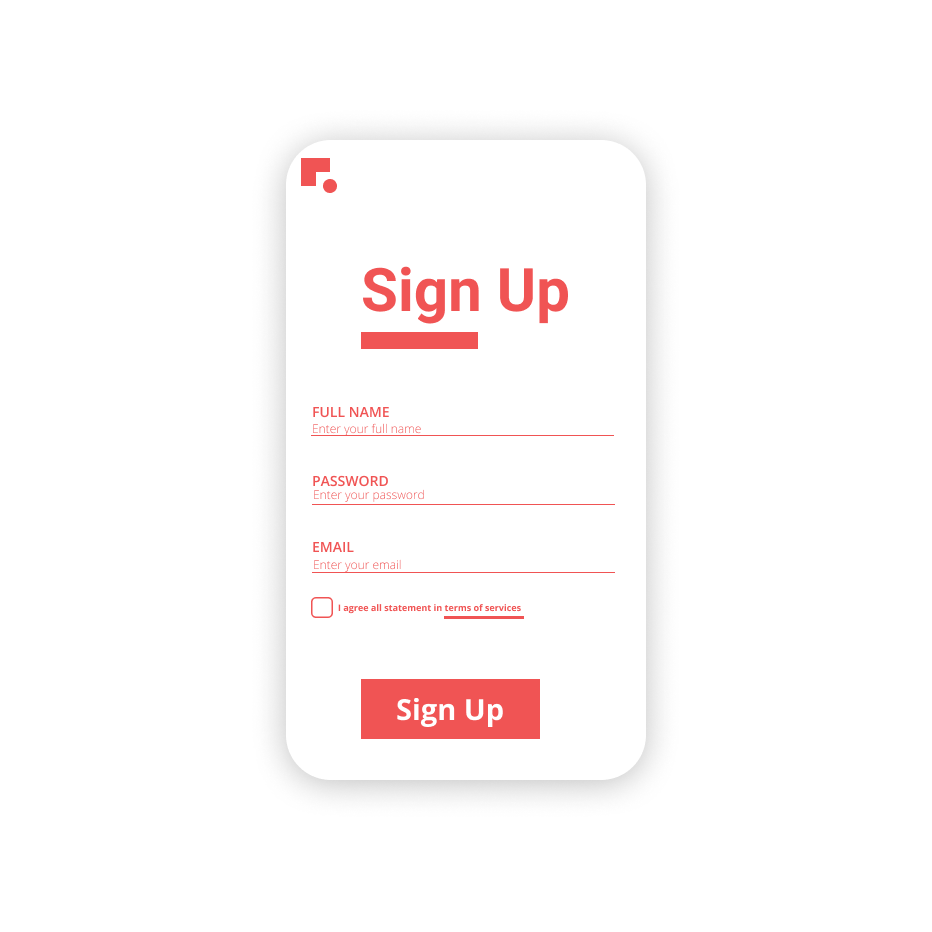 Sign Up
FULL NAME
Enter your full name
PASSWORD
Enter your password
EMAIL
Enter your email
I agree all statement in terms of services
Sign Up